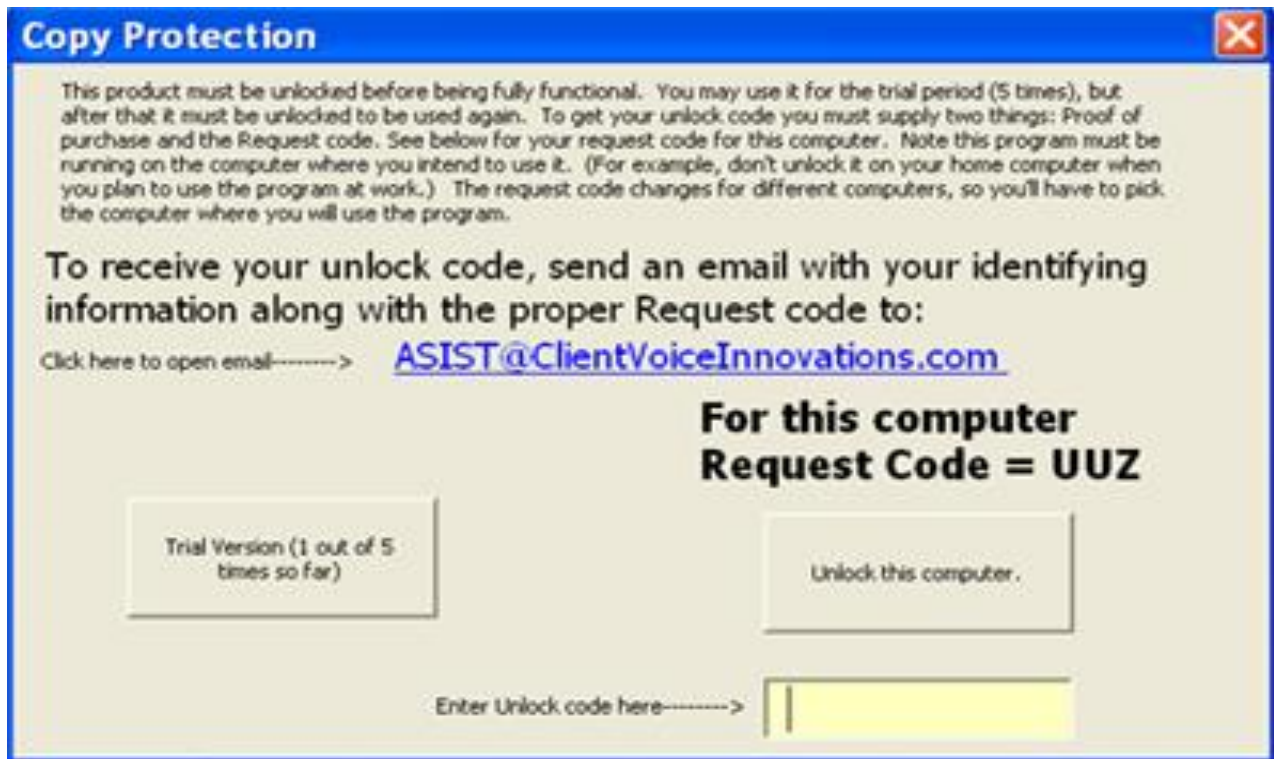 Copy Protection
This product must be unlocked before being fully functional. You may use it for the trial period (5 times), but
after that it must be unlocked to be used again. To get your unlock code you must supply two things: Proof of
purchase and the Request code. See below for your request code for this computer. Note this program must be
running on the computer where you intend to use it. (For example, don't unlock it on your home computer when
you plan to use the program at work.) The request code changes for different computers, so you'll have to pick
the computer where you will use the program.
To receive your unlock code, send an email with your identifying
information along with the proper Request code to:
Click here to open email-------->   ASIST@ClientVoiceInnovations.com
For this computer
Request Code = UUZ
Trial Version (1 out of 5
times so far)
Unlock this computer.
Enter Unlock code here-------->